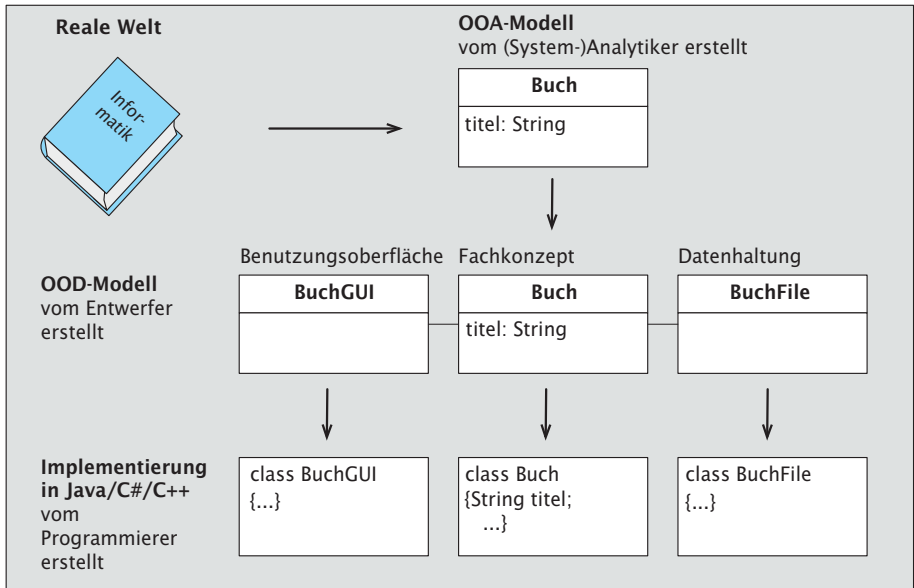 Reale Welt
OOA-Modell
vom (System-)Analytiker erstellt
Infor-
matik
Buch
titel: String
Benutzungsoberfläche
Fachkonzept
Datenhaltung
OOD-Modell
vom Entwerfer
erstellt
BuchGUI
Buch
titel: String
BuchFile
Implementierung
in Java/C#/C++
vom
Programmierer
erstellt
class BuchGUI
{...}
class Buch
{String titel;
...}
class BuchFile
{...}